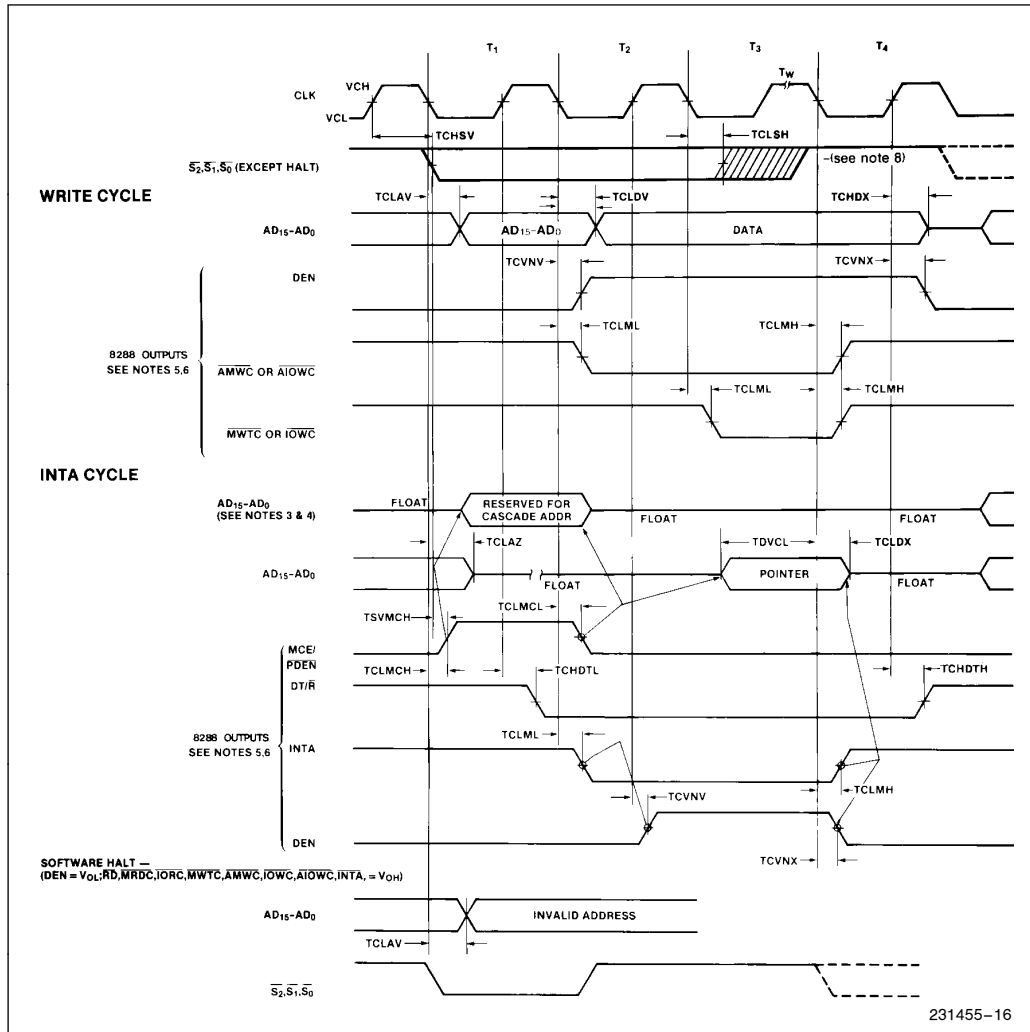 T1 T2 T3 T4
TW
CLK VCH
VCL
TCHSV TCLSH
S2,S1,S0 (EXCEPT HALT) –(see note 8)
WRITE CYCLE
TCLAV TCLDV TCHDX
AD15-AD0 AD15-AD0 DATA
TCVNV TCVNX
DEN
TCLML TCLMH
8288 OUTPUTS
SEE NOTES 5,6
AMWC OR AIOWC
TCLML TCLMH
MWTC OR IOWC
INTA CYCLE
AD15-AD0
(SEE NOTES 3 & 4)
FLOAT RESERVED FOR
CASCADE ADDR
FLOAT FLOAT
TCLAZ TDVCL TCLDX
AD15-AD0 FLOAT POINTER FLOAT
TSVMCH TCLMCL
MCE/
PDEN
TCLMCH TCHDTL TCHDTH
DT/R
8288 OUTPUTS
SEE NOTES 5,6
TCLML
INTA
TCLMH
TCVNV
DEN
TCVNX
SOFTWARE HALT —
(DEN = VOL;RD,MRDC,IORC,MWTC,AMWC,IOWC,AIOWC,INTA, = VOH)
AD15-AD0 INVALID ADDRESS
TCLAV
S2,S1,S0
231455–16